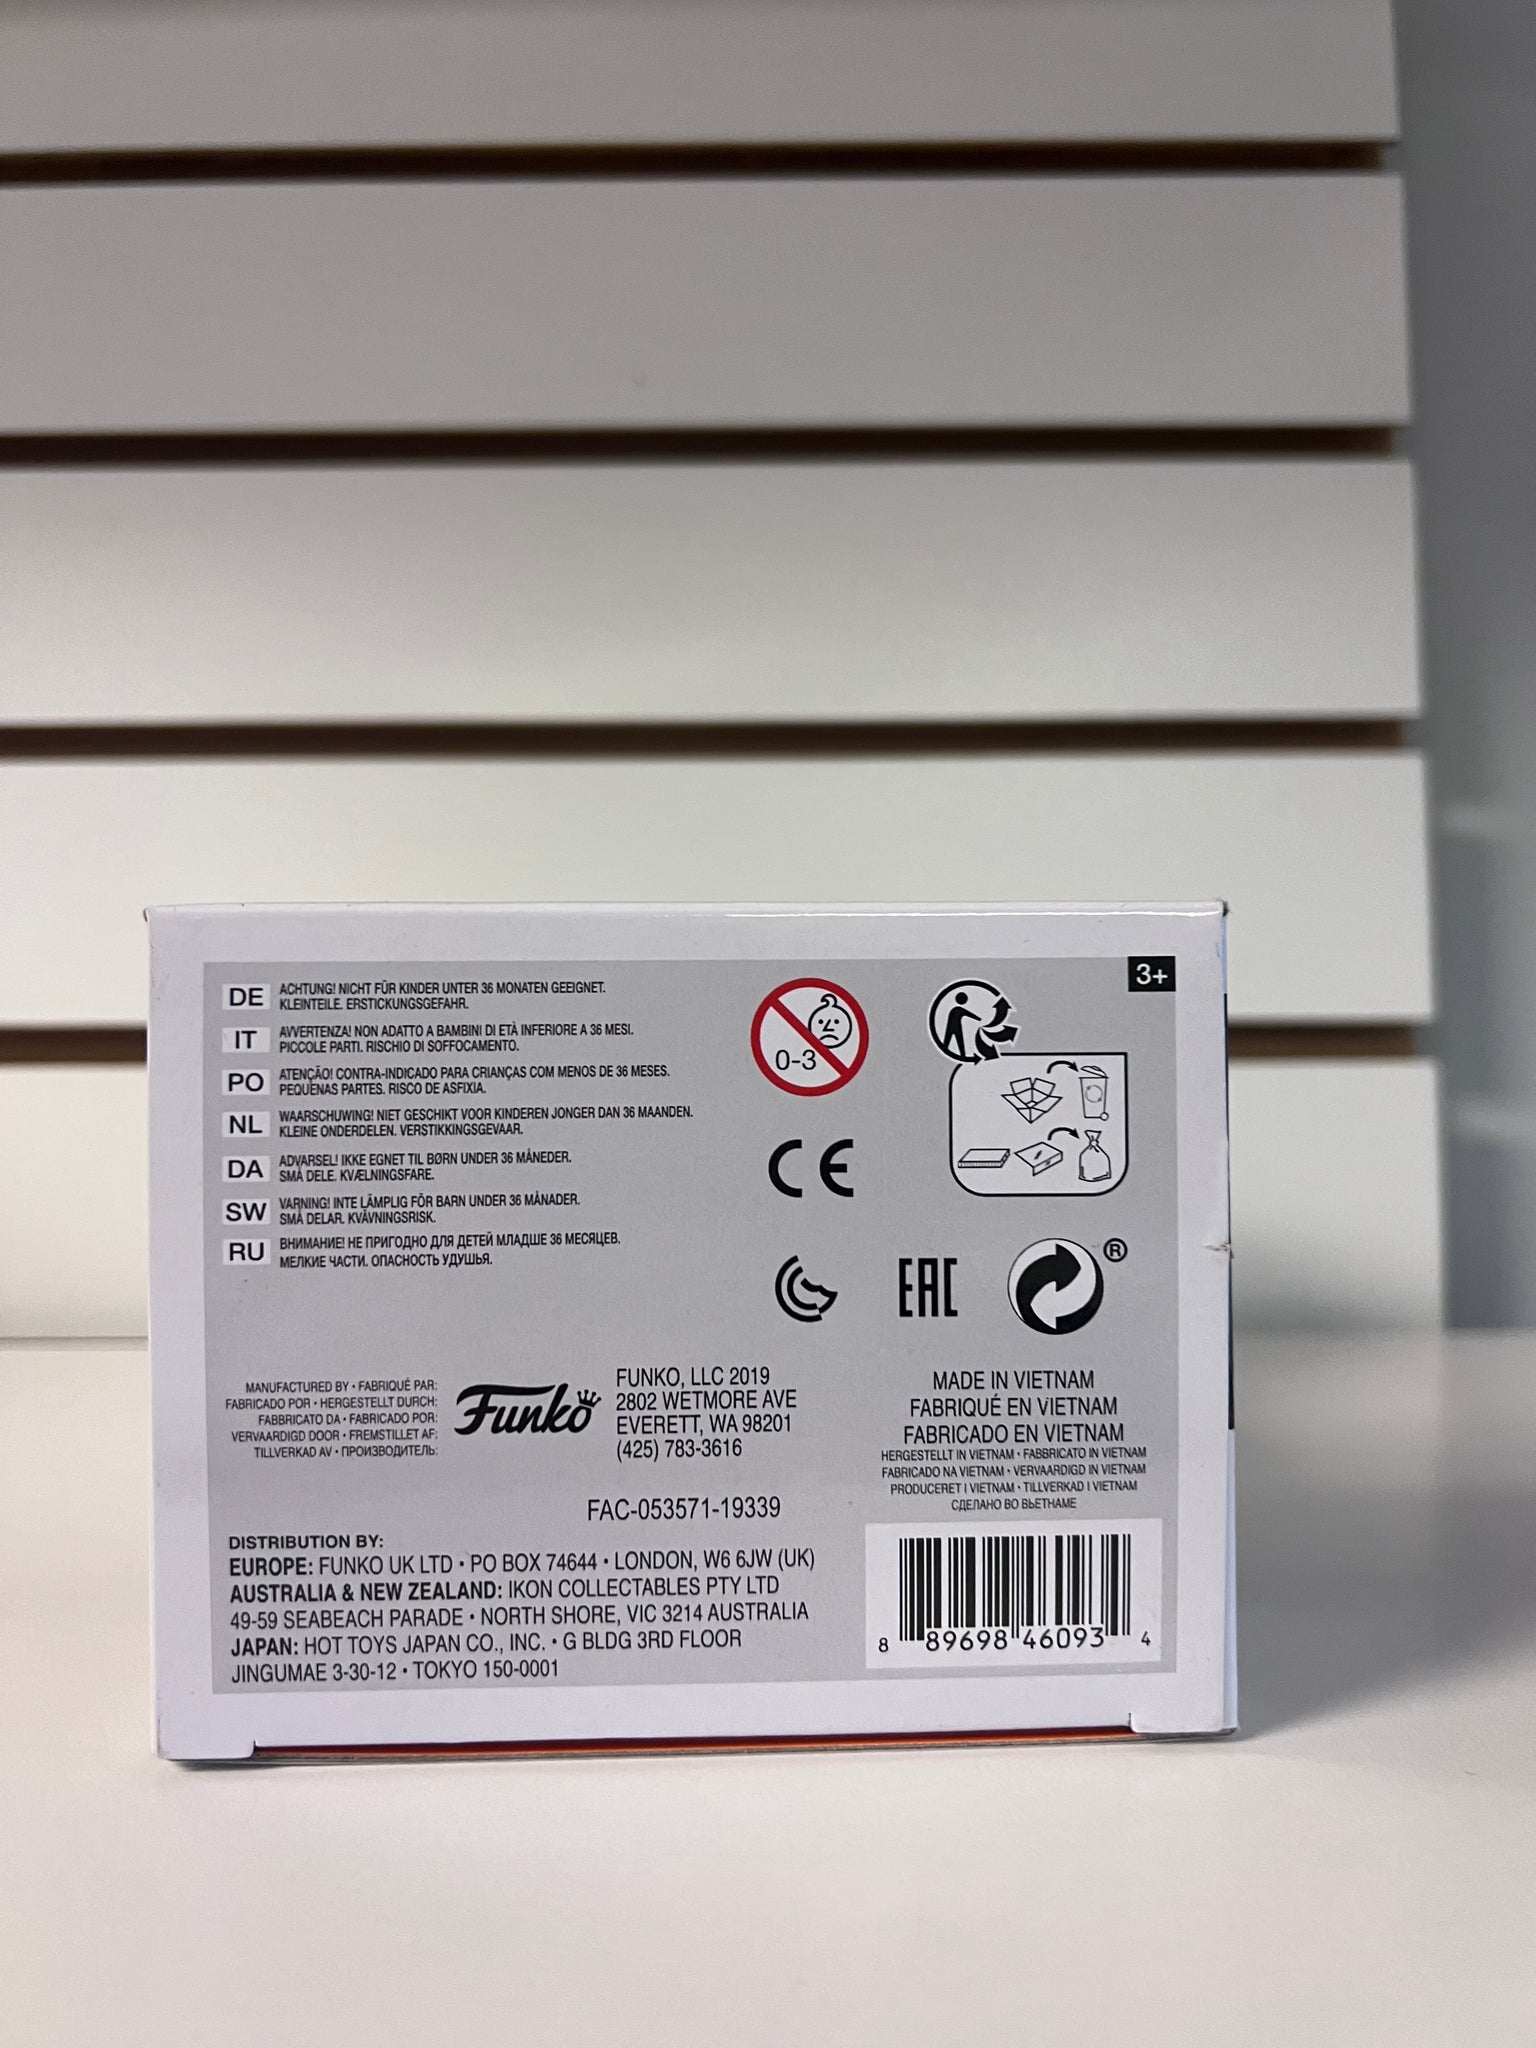 3+
DE ACHTUNG! NICHT FÜR KINDER UNTER 36 MONATEN GEEIGNET.
KLEINTEILE. ERSTICKUNGSGEFAHR.
IT AVVERTENZA! NON ADATTO A BAMBINI DI ETÀ INFERIORE A 36 MESI.
PICCOLE PARTI. RISCHIO DI SOFFOCAMENTO.
PO ATENÇÃO! CONTRA-INDICADO PARA CRIANÇAS COM MENOS DE 36 MESES.
PEQUENAS PARTES. RISCO DE ASFIXIA.
NL WAARSCHUWING! NIET GESCHIKT VOOR KINDEREN JONGER DAN 36 MAANDEN.
KLEINE ONDERDELEN. VERSTIKKINGSGEVAAR.
DA ADVARSEL! IKKE EGNET TIL BØRN UNDER 36 MÅNEDER.
SMÅ DELE. KVÆLNINGSFARE.
SW VARNING! INTE LÄMPLIG FÖR BARN UNDER 36 MÅNADER.
SMÅ DELAR. KVÄVNINGSRISK.
RU ВНИМАНИЕ! НЕ ПРИГОДНО ДЛЯ ДЕТЕЙ МЛАДШЕ 36 МЕСЯЦЕВ.
МЕЛКИЕ ЧАСТИ. ОПАСНОСТЬ УДУШЬЯ.
0-3
CE
EAC
®
MANUFACTURED BY • FABRIQUÉ PAR:
FABRICADO POR • HERGESTELLT DURCH:
FABBRICATO DA • FABRICADO POR:
VERVAARDIGD DOOR • FREMSTILLET AF:
TILLVERKAD AV • ПРОИЗВОДИТЕЛЬ:
Funko
FUNKO, LLC 2019
2802 WETMORE AVE
EVERETT, WA 98201
(425) 783-3616
FAC-053571-19339
MADE IN VIETNAM
FABRIQUÉ EN VIETNAM
FABRICADO EN VIETNAM
HERGESTELLT IN VIETNAM • FABBRICATO IN VIETNAM
FABRICADO NA VIETNAM • VERVAARDIGD IN VIETNAM
PRODUCERET I VIETNAM • TILLVERKAD I VIETNAM
СДЕЛАНО ВО ВЬЕТНАМЕ
DISTRIBUTION BY:
EUROPE: FUNKO UK LTD • PO BOX 74644 • LONDON, W6 6JW (UK)
AUSTRALIA & NEW ZEALAND: IKON COLLECTABLES PTY LTD
49-59 SEABEACH PARADE • NORTH SHORE, VIC 3214 AUSTRALIA
JAPAN: HOT TOYS JAPAN CO., INC. • G BLDG 3RD FLOOR
JINGUMAE 3-30-12 • TOKYO 150-0001
8 89698 46093 4